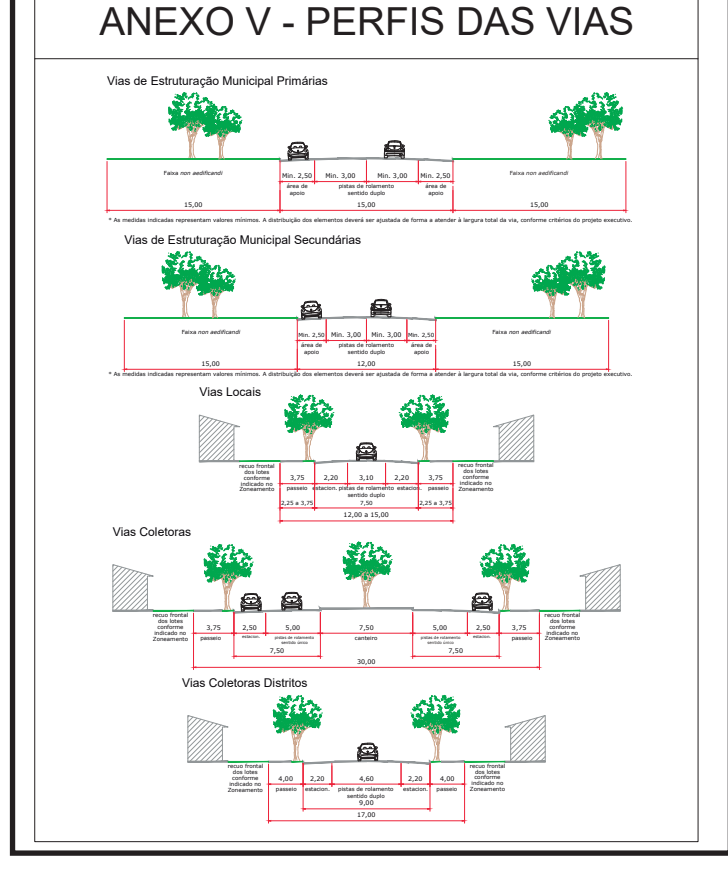 ANEXO V - PERFIS DAS VIAS
Vias de Estruturação Municipal Primárias
Faixa non aedificandi
Min. 2,50 Min. 3,00 Min. 3,00 Min. 2,50
Faixa non aedificandi
área de apoio
pistas de rolamento sentido duplo
área de apoio
15,00 15,00 15,00
* As medidas indicadas representam valores mínimos. A distribuição dos elementos deverá ser ajustada de forma a atender à largura total da via, conforme critérios do projeto executivo.
Vias de Estruturação Municipal Secundárias
Faixa non aedificandi
Min. 2,50 Min. 3,00 Min. 3,00 Min. 2,50
Faixa non aedificandi
área de apoio
pistas de rolamento sentido duplo
área de apoio
15,00 12,00 15,00
* As medidas indicadas representam valores mínimos. A distribuição dos elementos deverá ser ajustada de forma a atender à largura total da via, conforme critérios do projeto executivo.
Vias Locais
recuo frontal
dos lotes
conforme
indicado no
Zoneamento
3,75 2,20 3,10 2,20 3,75
passeio estacion. pistas de rolamento estacion. passeio
sentido duplo
2,25 a 3,75 7,50 2,25 a 3,75
12,00 a 15,00
recuo frontal
dos lotes
conforme
indicado no
Zoneamento
Vias Coletoras
recuo frontal
dos lotes
conforme
indicado no
Zoneamento
3,75 2,50 5,00 7,50 5,00 2,50 3,75
passeio estacion. pistas de rolamento canteiro pistas de rolamento estacion. passeio
sentido único sentido único
7,50 7,50
30,00
recuo frontal
dos lotes
conforme
indicado no
Zoneamento
Vias Coletoras Distritos
recuo frontal
dos lotes
conforme
indicado no
Zoneamento
4,00 2,20 4,60 2,20 4,00
passeio estacion. pistas de rolamento estacion. passeio
sentido duplo
9,00
17,00
recuo frontal
dos lotes
conforme
indicado no
Zoneamento